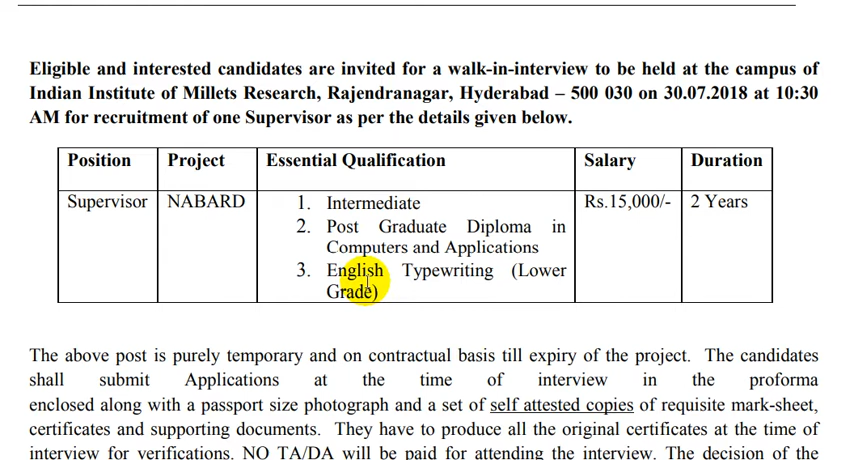 Eligible and interested candidates are invited for a walk-in-interview to be held at the campus of
Indian Institute of Millets Research, Rajendranagar, Hyderabad – 500 030 on 30.07.2018 at 10:30
AM for recruitment of one Supervisor as per the details given below.
Position Project Essential Qualification Salary Duration
Supervisor NABARD 1. Intermediate Rs.15,000/- 2 Years
2. Post Graduate Diploma in
Computers and Applications
3. English Typewriting (Lower
Grade)
The above post is purely temporary and on contractual basis till expiry of the project. The candidates
shall submit Applications at the time of interview in the proforma
enclosed along with a passport size photograph and a set of self attested copies of requisite mark-sheet,
certificates and supporting documents. They have to produce all the original certificates at the time of
interview for verifications. NO TA/DA will be paid for attending the interview. The decision of the